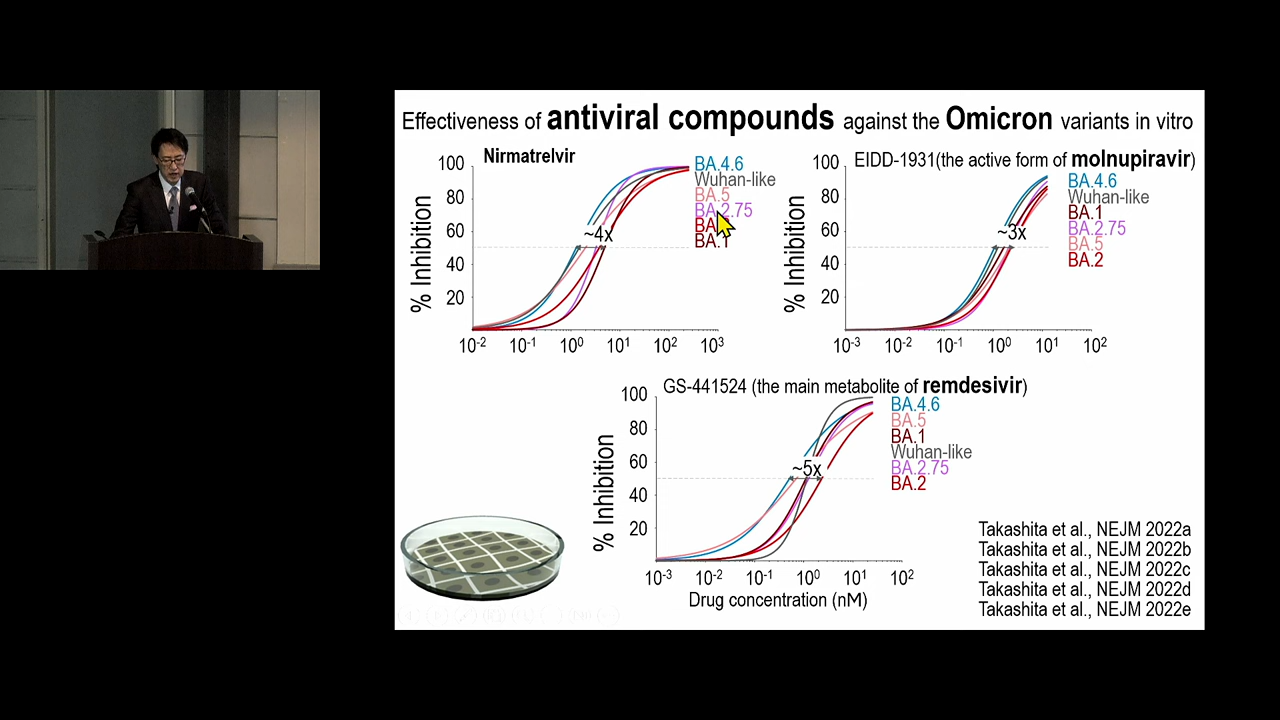 Effectiveness of antiviral compounds against the Omicron variants in vitro
Nirmatrelvir
% Inhibition
100
80
60
40
20
10-2 10-1 100 101 102 103
~4x
BA.4.6
Wuhan-like
BA.5
BA.2.75
BA.
BA.1
EIDD-1931(the active form of molnupiravir)
% Inhibition
100
80
60
40
20
10-3 10-2 10-1 100 101 102
~3x
BA.4.6
Wuhan-like
BA.1
BA.2.75
BA.5
BA.2
GS-441524 (the main metabolite of remdesivir)
% Inhibition
100
80
60
40
20
10-3 10-2 10-1 100 101 102
Drug concentration (nM)
~5x
BA.4.6
BA.5
BA.1
Wuhan-like
BA.2.75
BA.2
Takashita et al., NEJM 2022a
Takashita et al., NEJM 2022b
Takashita et al., NEJM 2022c
Takashita et al., NEJM 2022d
Takashita et al., NEJM 2022e